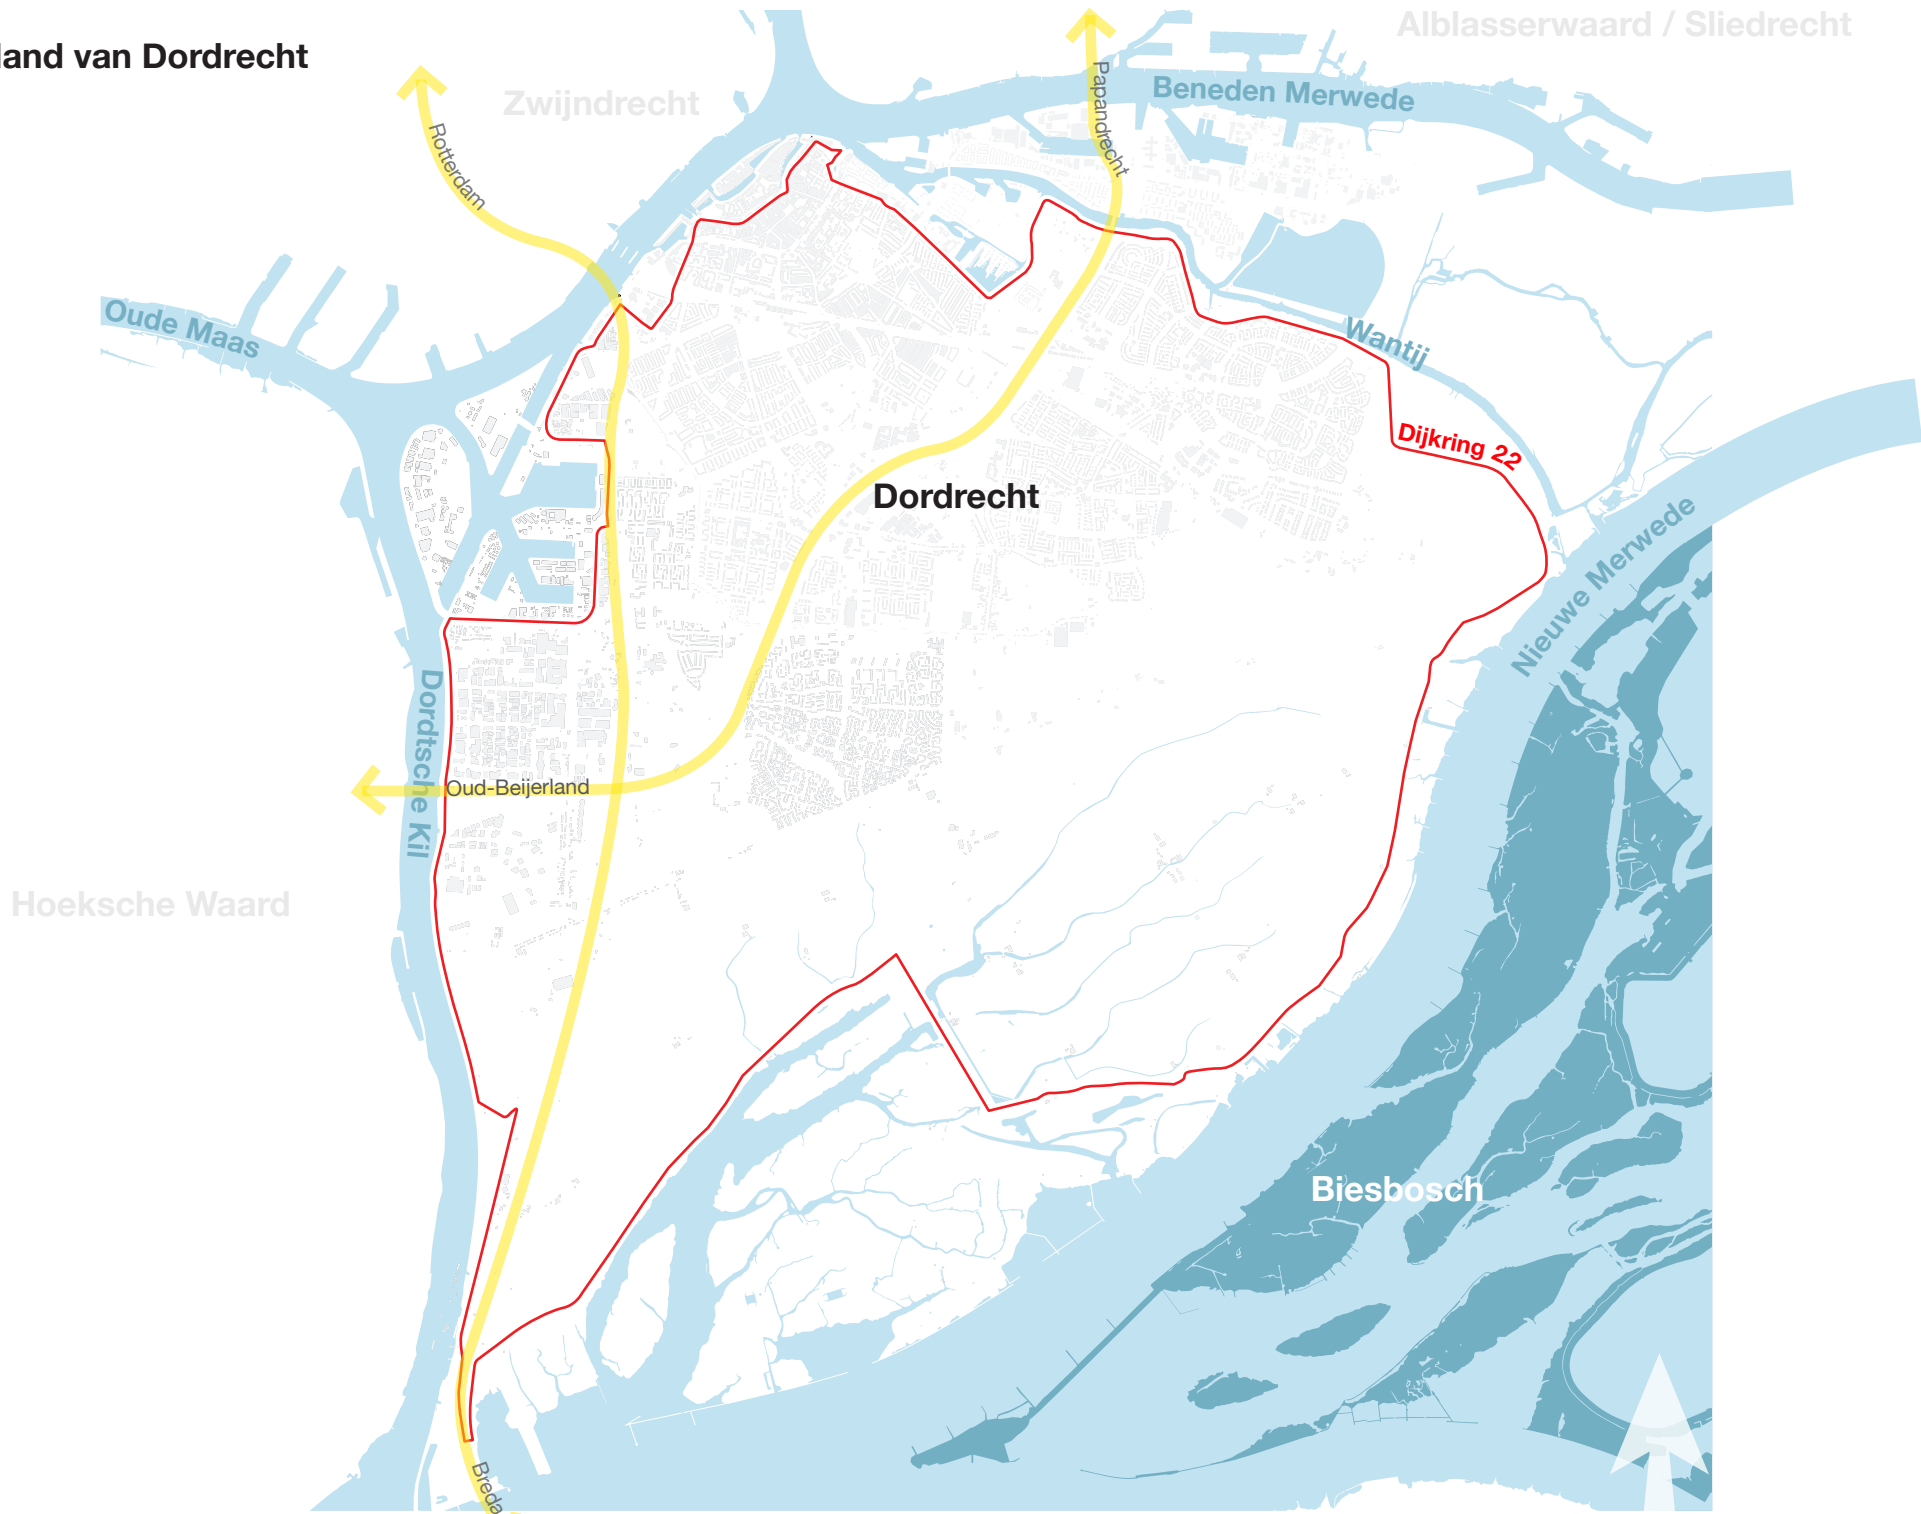 land van Dordrecht
Alblasserwaard / Sliedrecht
Zwijndrecht
Beneden Merwede
Papandrecht
Rotterdam
Oude Maas
Wantij
Dijkring 22
Dordrecht
Nieuwe Merwede
Dordtsche Kil
Oud-Beijerland
Hoeksche Waard
Biesbosch
Breda